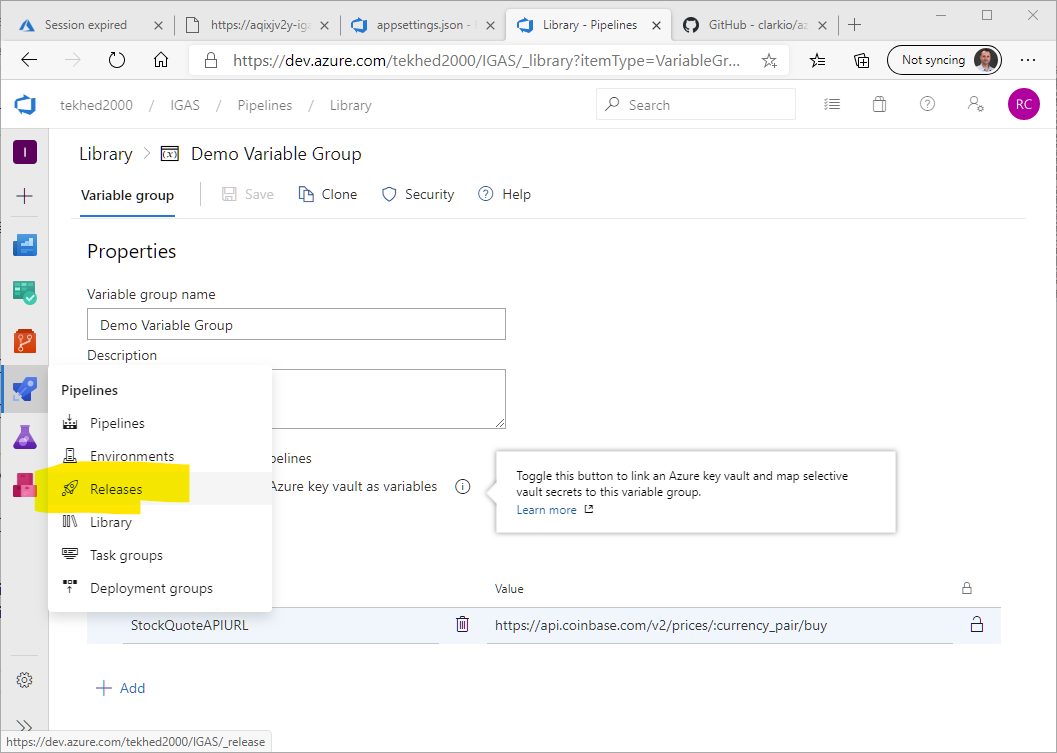 Session expired
https://aqixjv2y-iga
appsettings.json -
Library - Pipelines
GitHub - clarkio/az
https://dev.azure.com/tekhed2000/IGAS/_library?itemType=VariableGr...
Not syncing
tekhed2000 / IGAS / Pipelines / Library
Search
RC
I
Library > Demo Variable Group
Variable group
Save
Clone
Security
Help
Properties
Variable group name
Demo Variable Group
Description
Pipelines
Pipelines
Environments
Releases
Library
Task groups
Deployment groups
pelines
Azure key vault as variables
Toggle this button to link an Azure key vault and map selective
vault secrets to this variable group.
Learn more
Value
StockQuoteAPIURL
https://api.coinbase.com/v2/prices/:currency_pair/buy
Add
https://dev.azure.com/tekhed2000/IGAS/_release